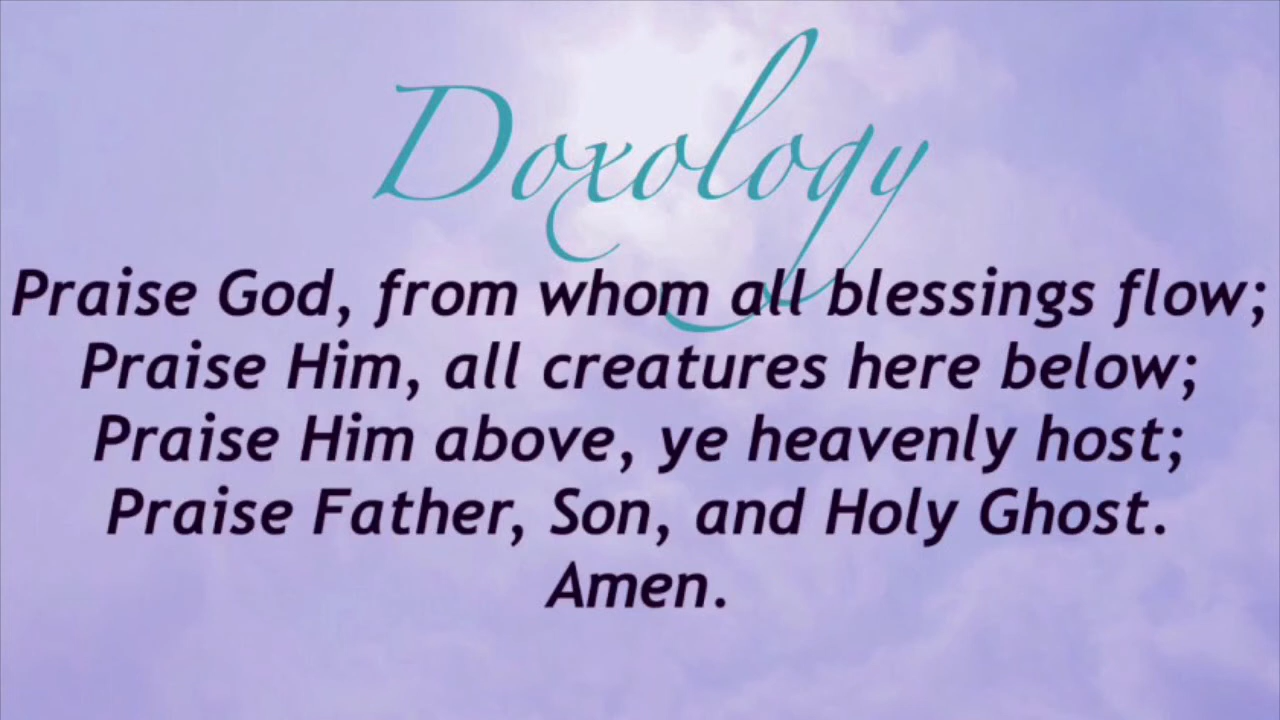 Doxology
Praise God, from whom all blessings flow;
Praise Him, all creatures here below;
Praise Him above, ye heavenly host;
Praise Father, Son, and Holy Ghost.
Amen.